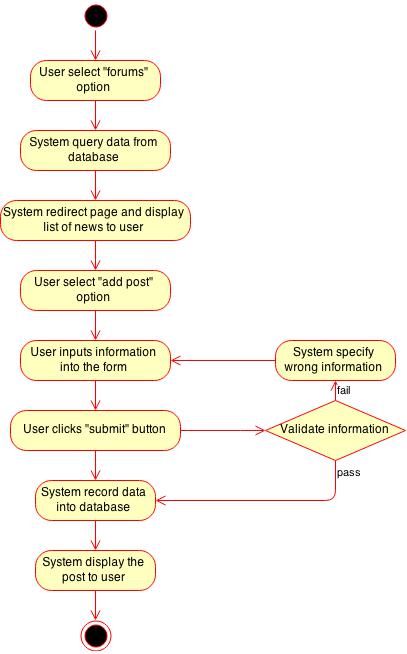 User select "forums"
option
System query data from
database
System redirect page and display
list of news to user
User select "add post"
option
User inputs information
into the form
System specify
wrong information
fail
User clicks "submit" button
Validate information
pass
System record data
into database
System display the
post to user